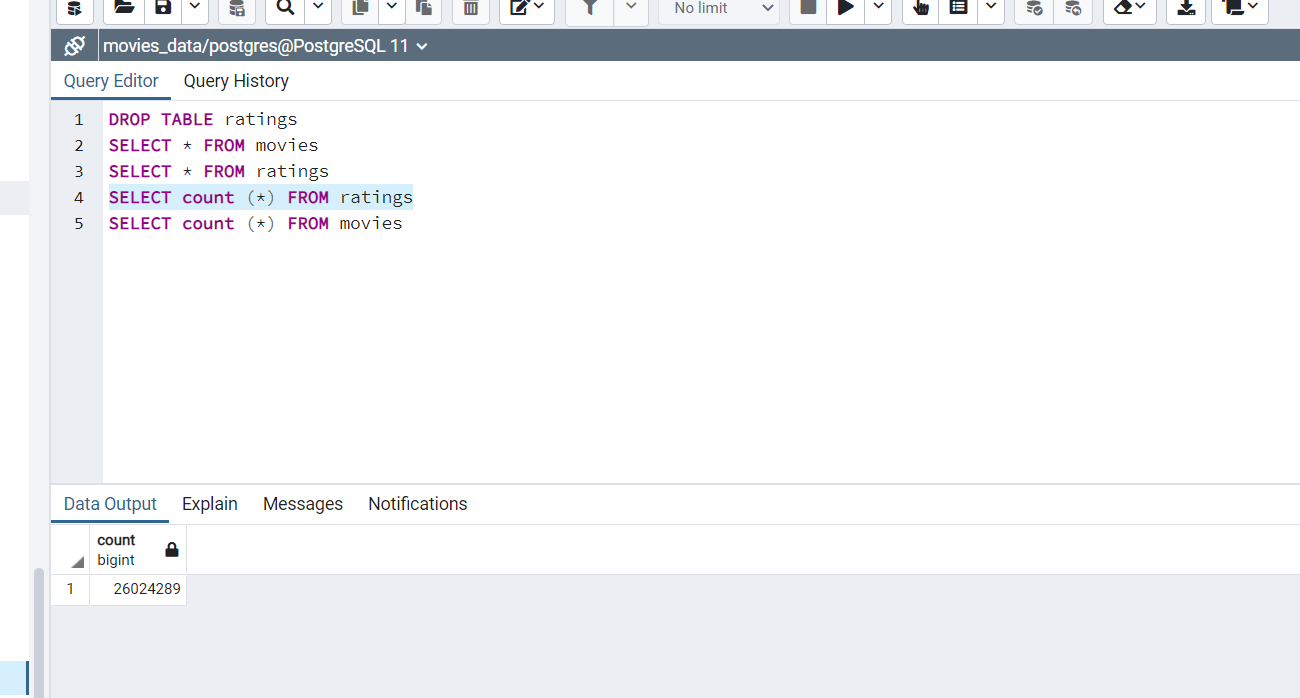 No limit
movies_data/postgres@PostgreSQL 11
Query Editor Query History
1 DROP TABLE ratings
2 SELECT * FROM movies
3 SELECT * FROM ratings
4 SELECT count (*) FROM ratings
5 SELECT count (*) FROM movies
Data Output Explain Messages Notifications
count
bigint
1 26024289